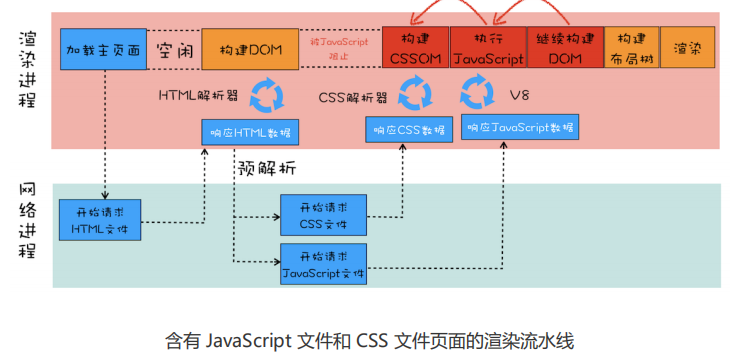 渲染进程
加载主页面
空闲
构建DOM
被JavaScript
阻止
构建
CSSOM
执行
JavaScript
继续构建
DOM
构建
布局树
渲染
HTML解析器
CSS解析器
V8
响应HTML数据
响应CSS数据
响应JavaScript数据
预解析
网络进程
开始请求
HTML文件
开始请求
CSS文件
开始请求
JavaScript文件
含有 JavaScript 文件和 CSS 文件页面的渲染流水线